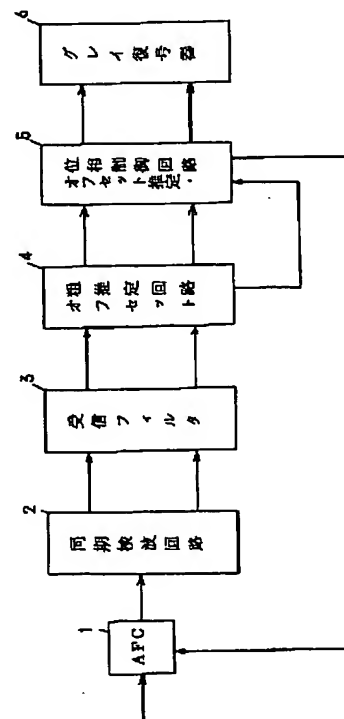 1
AFC
2
同期検波回路
3
受信フィルタ
4
オフセット
粗推定回路
5
オフセット推定・
位相制御回路
6
グレイ復号器